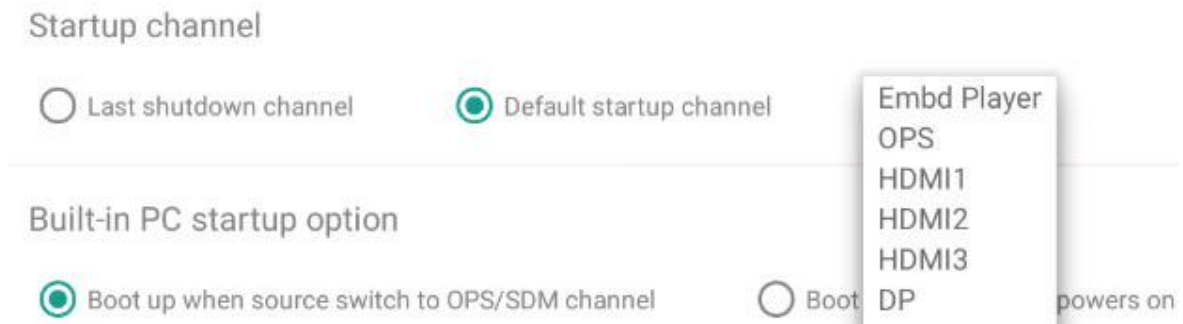 Startup channel
Last shutdown channel
Default startup channel
Embd Player
OPS
HDMI1
HDMI2
HDMI3
DP
Built-in PC startup option
Boot up when source switch to OPS/SDM channel
Boot
powers on